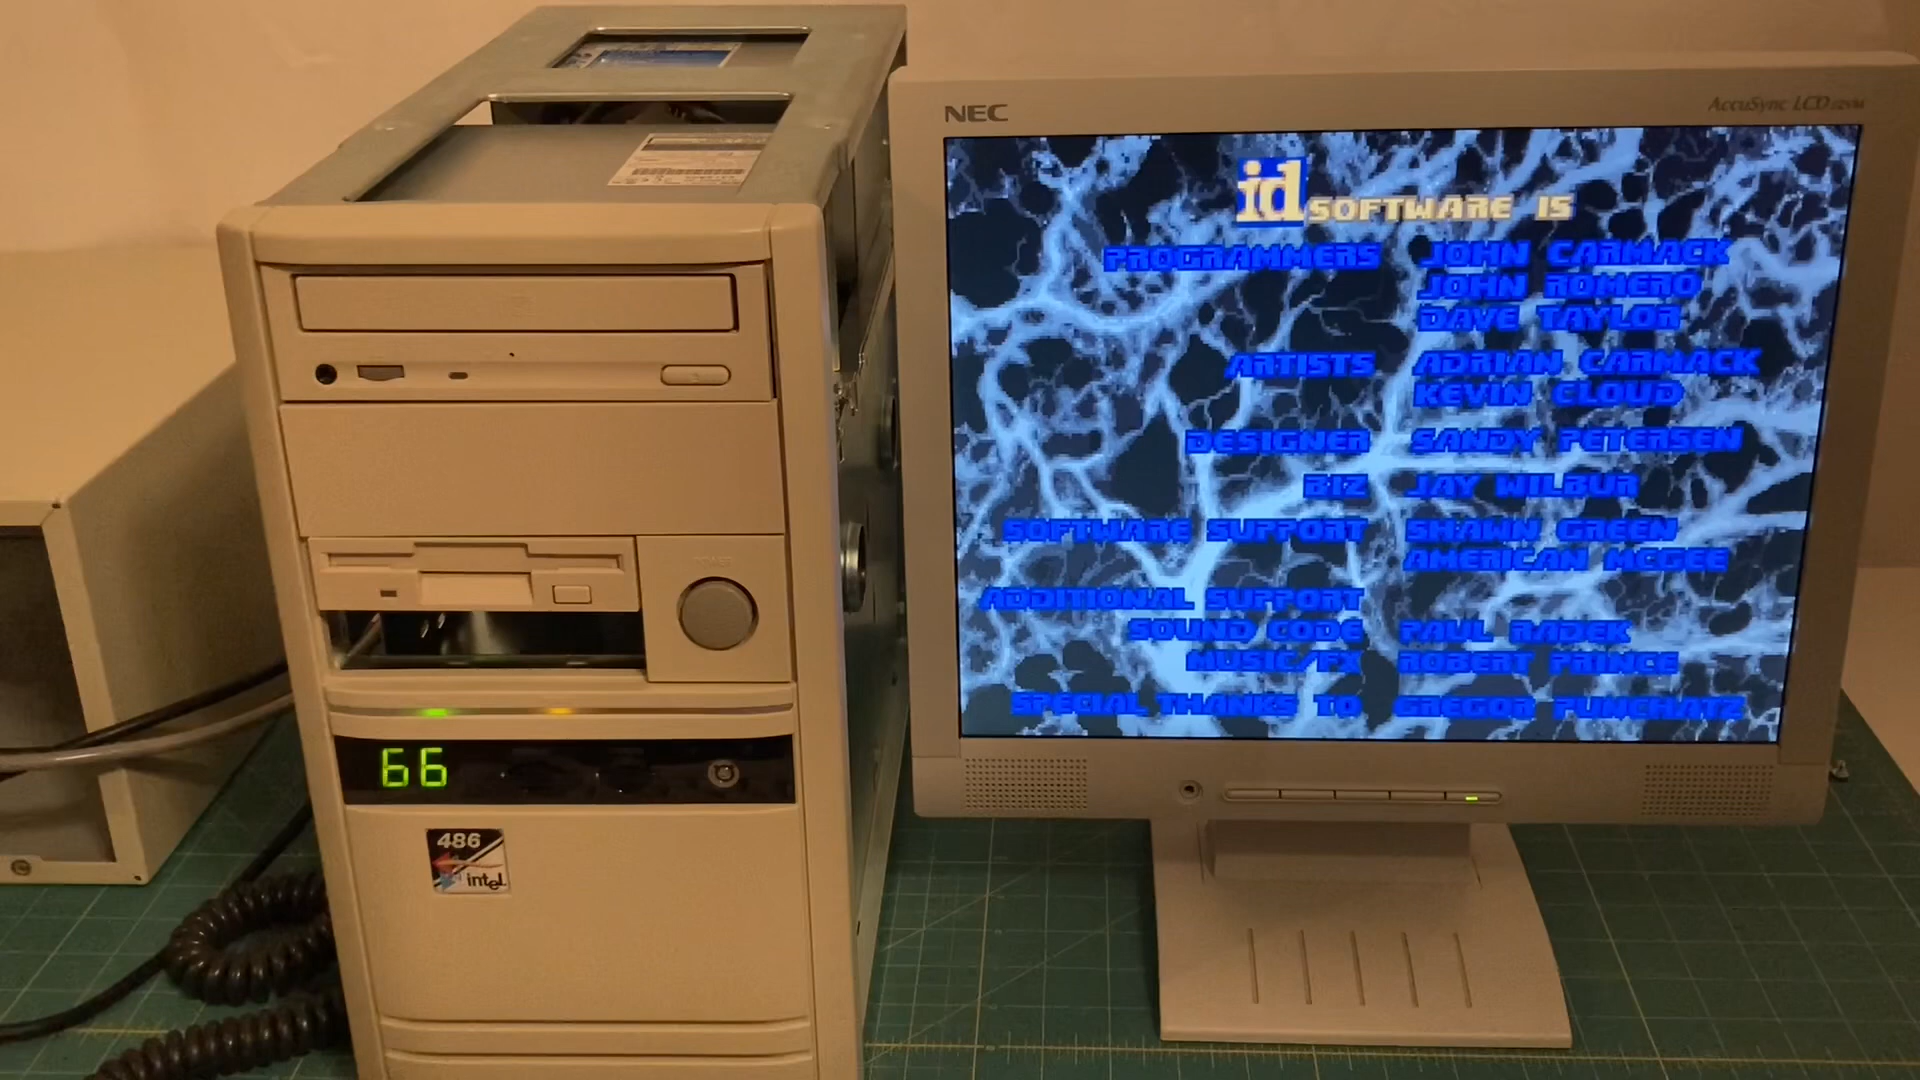 NEC
id SOFTWARE IS
PROGRAMMERS JOHN CARMACK
JOHN ROMERO
DAVE TAYLOR
ARTISTS ADRIAN CARMACK
KEVIN CLOUD
DESIGNER SANDY PETERSEN
BIZ JAY WILBUR
SOFTWARE SUPPORT SHAWN GREEN
AMERICAN MCGEE
ADDITIONAL SUPPORT
SOUND CODE PAUL RADEK
MUSIC/FX ROBERT PRINCE
SPECIAL THANKS TO GREGOR PUNCHATZ
AccuSync LCD
POWER
66
486
intel